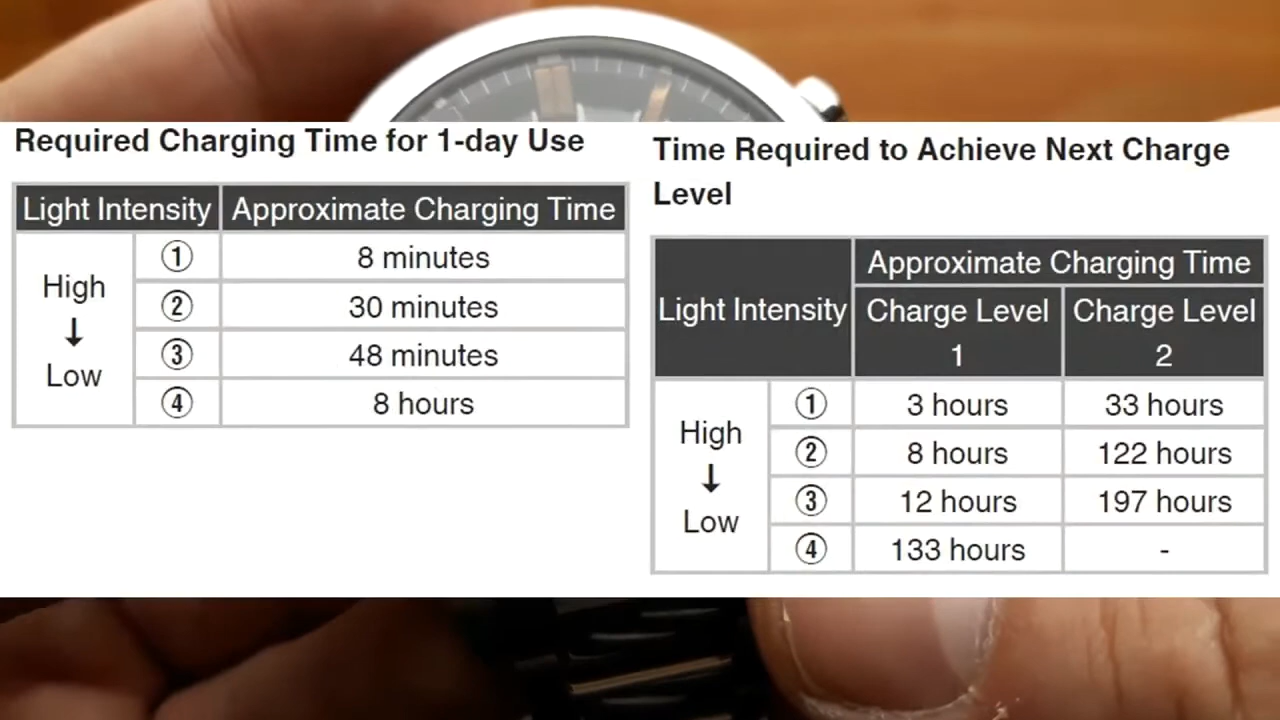 Required Charging Time for 1-day Use
Light Intensity Approximate Charging Time
High ↓ Low
① 8 minutes
② 30 minutes
③ 48 minutes
④ 8 hours
Time Required to Achieve Next Charge
Level
Light Intensity
Approximate Charging Time
Charge Level Charge Level
1 2
High ↓ Low
① 3 hours 33 hours
② 8 hours 122 hours
③ 12 hours 197 hours
④ 133 hours -